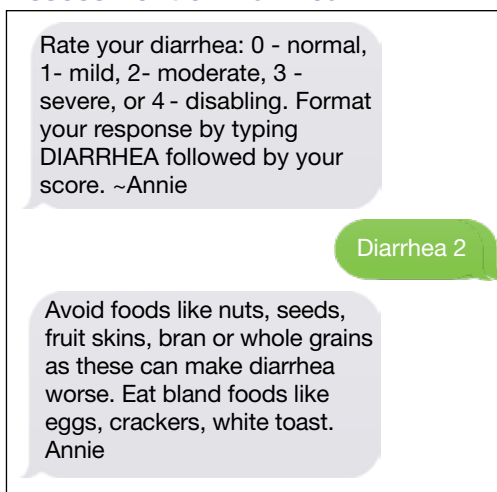 Rate your diarrhea: 0 - normal,
1- mild, 2- moderate, 3 -
severe, or 4 - disabling. Format
your response by typing
DIARRHEA followed by your
score. ~Annie
Diarrhea 2
Avoid foods like nuts, seeds,
fruit skins, bran or whole grains
as these can make diarrhea
worse. Eat bland foods like
eggs, crackers, white toast.
Annie